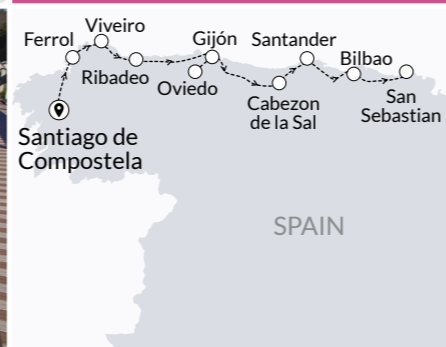 Viveiro
Ferrol
Gijón
Santander
Ribadeo
Bilbao
Oviedo
Cabezon
de la Sal
San
Sebastian
Santiago de
Compostela
SPAIN